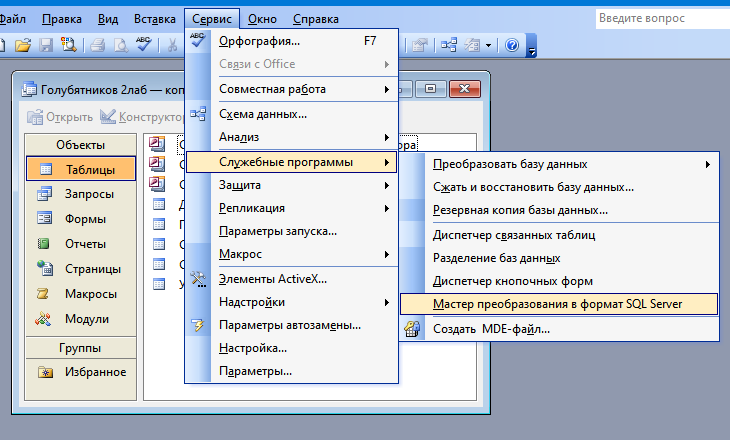 Файл Правка Вид Вставка Сервис Окно Справка Введите вопрос
Орфография... F7
Связи с Office
Совместная работа
Схема данных...
Анализ
Служебные программы
Защита
Репликация
Параметры запуска...
Макрос
Элементы ActiveX...
Надстройки
Параметры автозамены...
Настройка...
Параметры...
Преобразовать базу данных
Сжать и восстановить базу данных...
Резервная копия базы данных...
Диспетчер связанных таблиц
Разделение баз данных
Диспетчер кнопочных форм
Мастер преобразования в формат SQL Server
Создать MDE-файл...
Голубятников 2лаб — коп
Открыть Конструктор
Объекты
Таблицы
Запросы
Формы
Отчеты
Страницы
Макросы
Модули
Группы
Избранное